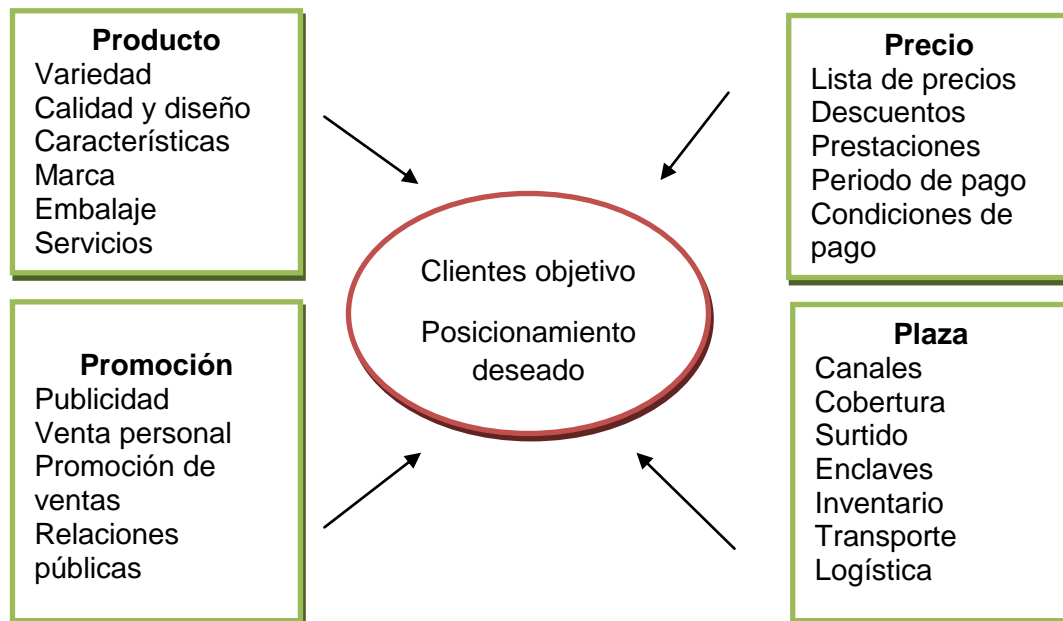 Producto
Variedad
Calidad y diseño
Características
Marca
Embalaje
Servicios
Precio
Lista de precios
Descuentos
Prestaciones
Periodo de pago
Condiciones de
pago
Clientes objetivo
Posicionamiento
deseado
Promoción
Publicidad
Venta personal
Promoción de
ventas
Relaciones
públicas
Plaza
Canales
Cobertura
Surtido
Enclaves
Inventario
Transporte
Logística